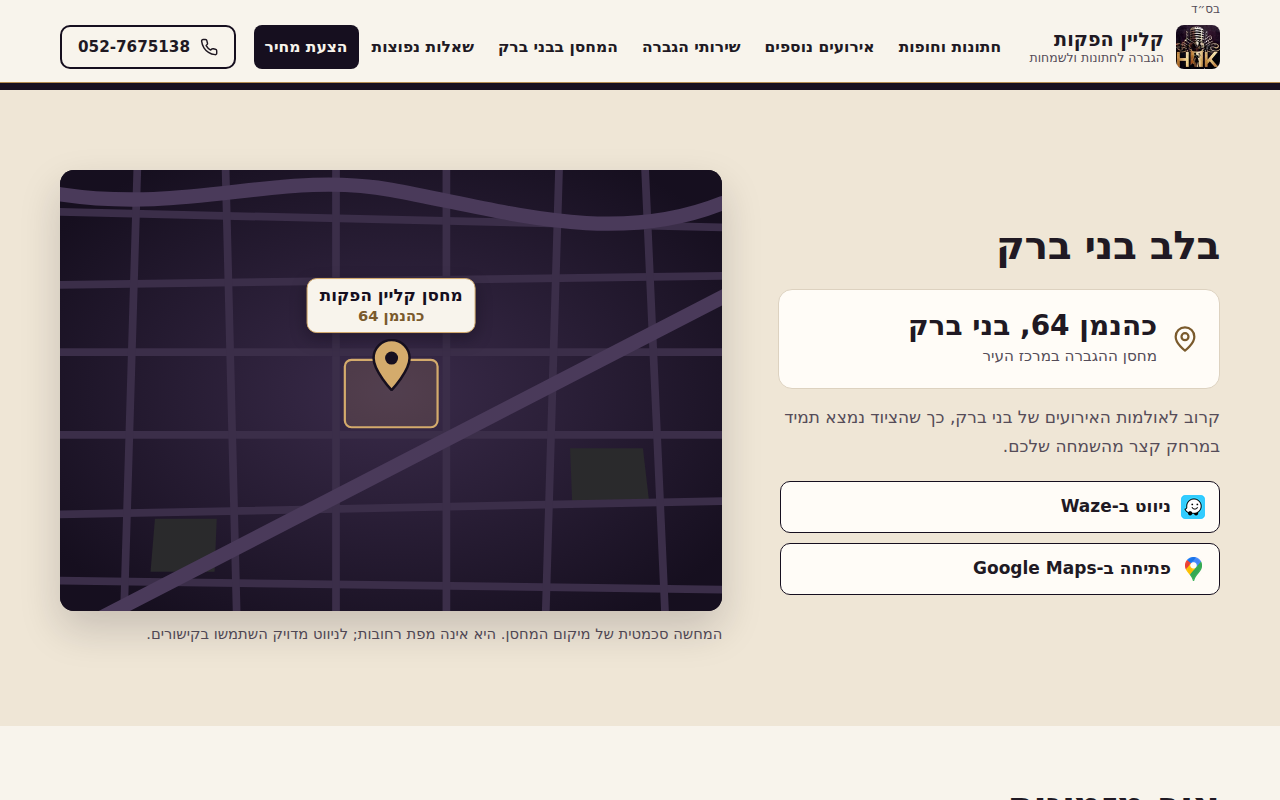 בס״ד
קליין הפקות
הגברה לחתונות ולשמחות
חתונות וחופות
אירועים נוספים
שירותי הגברה
המחסן בבני ברק
שאלות נפוצות
הצעת מחיר
052-7675138
בלב בני ברק
כהנמן 64, בני ברק
מחסן ההגברה במרכז העיר
קרוב לאולמות האירועים של בני ברק, כך שהציוד נמצא תמיד
במרחק קצר מהשמחה שלכם.
ניווט ב-Waze
פתיחה ב-Google Maps
מחסן קליין הפקות
כהנמן 64
המחשה סכמטית של מיקום המחסן. היא אינה מפת רחובות; לניווט מדויק השתמשו בקישורים.